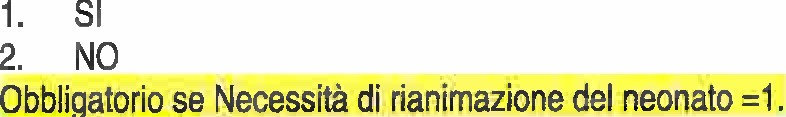 1. SI
2. NO
Obbligatorio se Necessità di rianimazione del neonato =1.